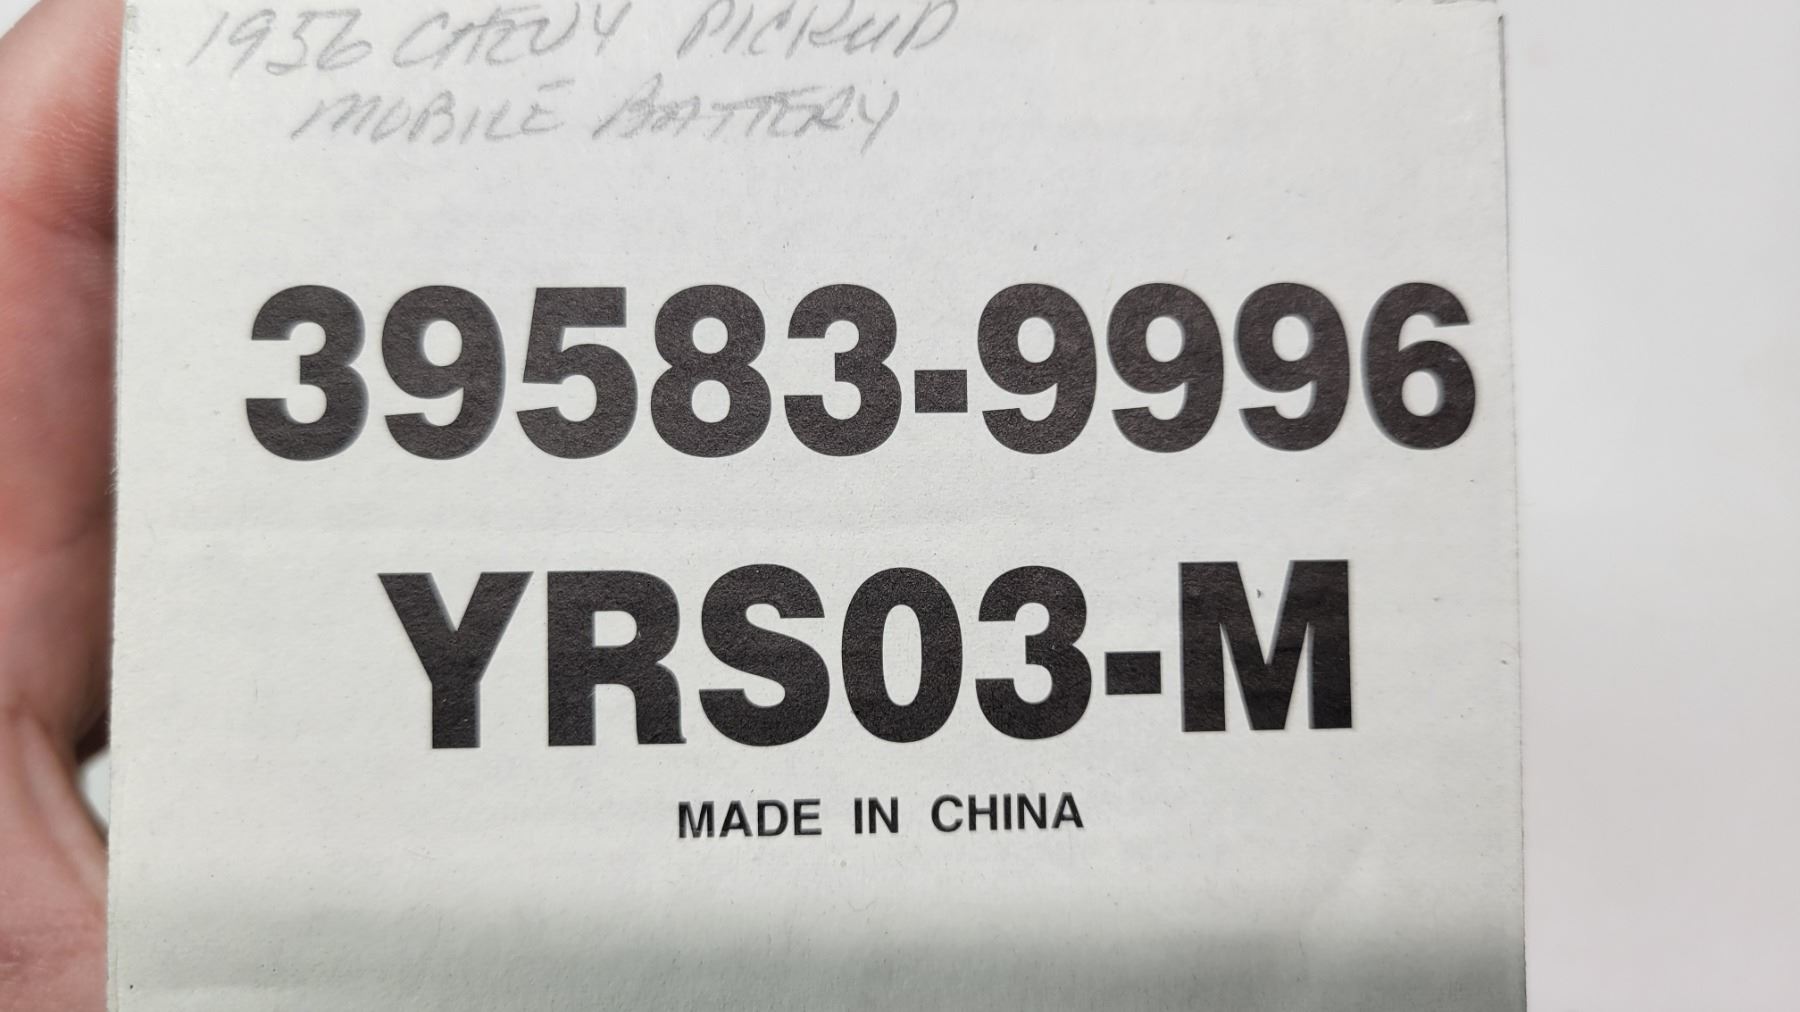 1956 CHEVY PICKUP
MOBILE BATTERY
39583-9996
YRS03-M
MADE IN CHINA